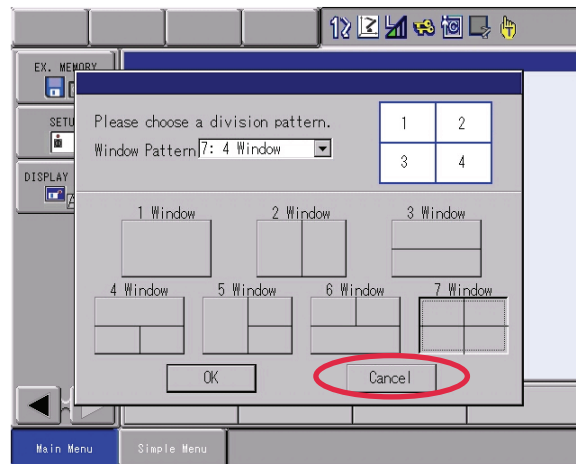 EX. MEMORY
SETU
DISPLAY
Please choose a division pattern.
Window Pattern 7: 4 Window
1 2
3 4
1 Window 2 Window 3 Window
4 Window 5 Window 6 Window 7 Window
OK Cancel
Main Menu Simple Menu